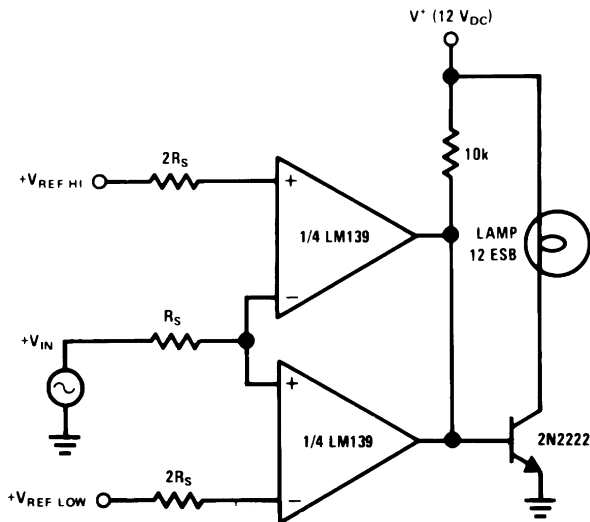 V+ (12 VDC)
2RS
10k
+VREF HI
+
1/4 LM139
LAMP
12 ESB
−
RS
+VIN
+
1/4 LM139
2N2222
2RS
−
+VREF LOW